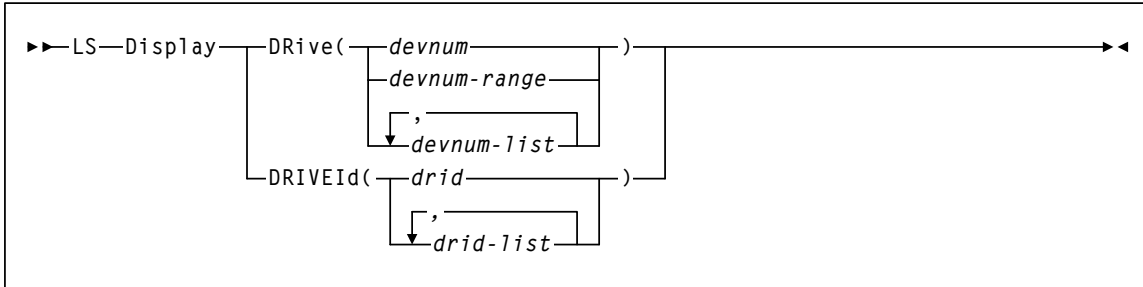 LS Display DRive( devnum )
devnum-range
,
devnum-list
DRIVEId( drid )
,
drid-list